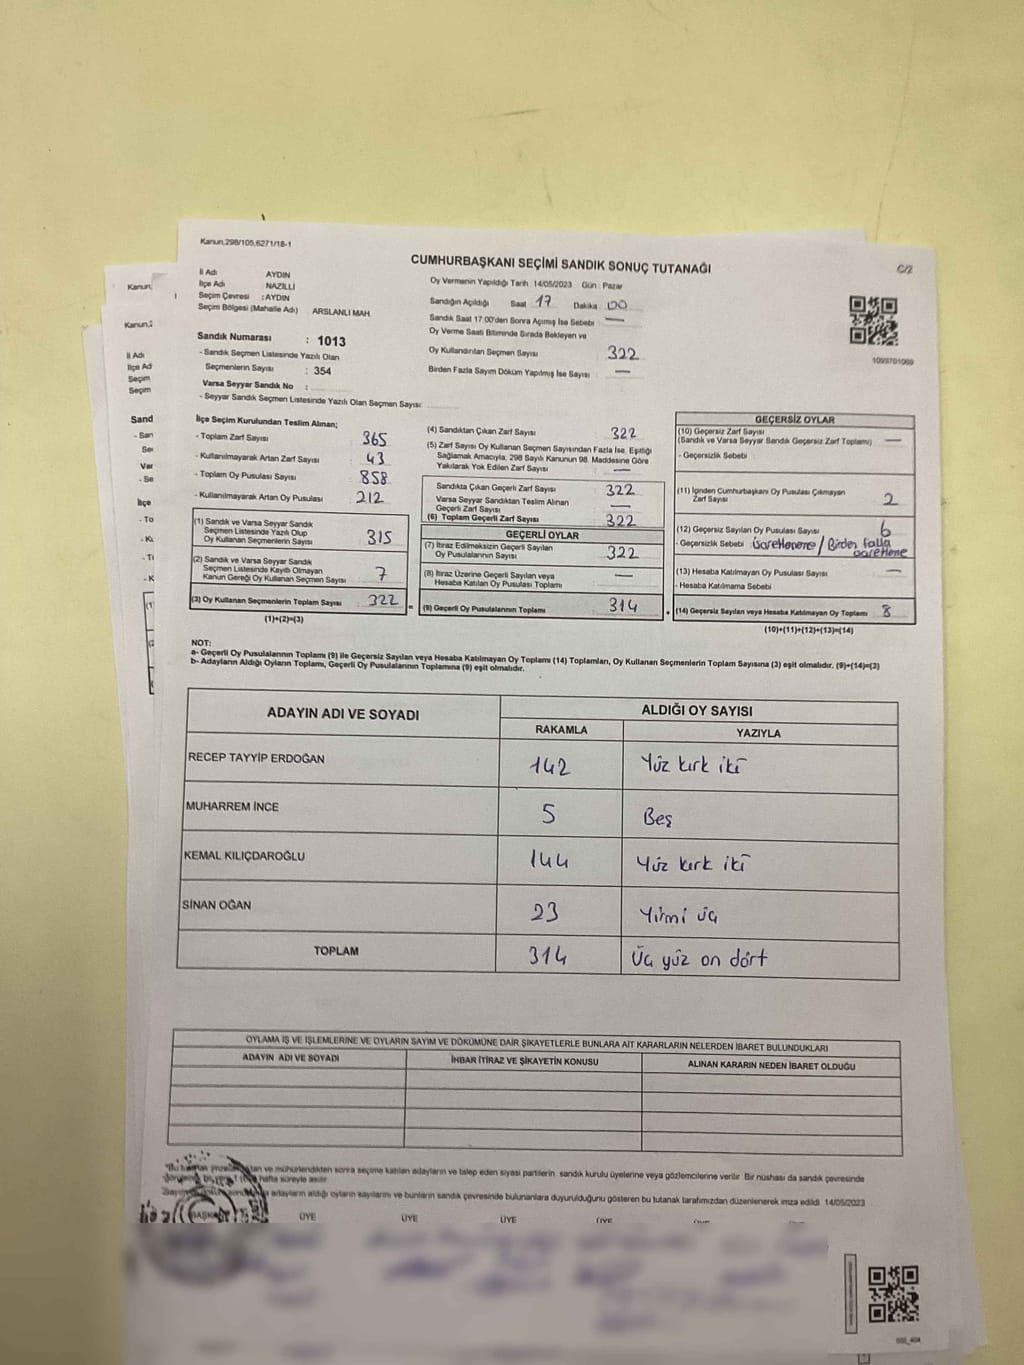 Kanun,298/105,6271/18-1
CUMHURBAŞKANI SEÇİMİ SANDIK SONUÇ TUTANAĞI
C/2
İl Adı AYDIN
İlçe Adı NAZİLLİ
Seçim Çevresi : AYDIN
Seçim Bölgesi (Mahalle Adı) ARSLANLI MAH.
Sandık Numarası : 1013
- Sandık Seçmen Listesinde Yazılı Olan
Seçmenlerin Sayısı : 354
Varsa Seyyar Sandık No :
- Seyyar Sandık Seçmen Listesinde Yazılı Olan Seçmen Sayısı:
Oy Vermenin Yapıldığı Tarih :14/05/2023 Gün : Pazar
Sandığın Açıldığı Saat 17 Dakika 00
Sandık Saat 17.00'den Sonra Açımış İse Sebebi : —
Oy Verme Saati Bitiminde Sırada Bekleyen ve
Oy Kullandırılan Seçmen Sayısı 322
Birden Fazla Sayım Döküm Yapılmış İse Sayısı : —
1093701069
İlçe Seçim Kurulundan Teslim Alınan;
- Toplam Zarf Sayısı 365
- Kullanılmayarak Artan Zarf Sayısı 43
- Toplam Oy Pusulası Sayısı 858
- Kullanılmayarak Artan Oy Pusulası 212
(1) Sandık ve Varsa Seyyar Sandık
Seçmen Listesinde Yazılı Olup
Oy Kullanan Seçmenlerin Sayısı 315
(2) Sandık ve Varsa Seyyar Sandık
Seçmen Listesinde Kayıtlı Olmayan
Kanun Gereği Oy Kullanan Seçmen Sayısı 7
(3) Oy Kullanan Seçmenlerin Toplam Sayısı 322
(1)+(2)=(3)
(4) Sandıktan Çıkan Zarf Sayısı 322
(5) Zarf Sayısı Oy Kullanan Seçmen Sayısından Fazla İse, Eşitliği
Sağlamak Amacıyla, 298 Sayılı Kanunun 98. Maddesine Göre
Yakılarak Yok Edilen Zarf Sayısı —
Sandıkta Çıkan Geçerli Zarf Sayısı 322
Varsa Seyyar Sandıktan Teslim Alınan
Geçerli Zarf Sayısı —
(6) Toplam Geçerli Zarf Sayısı 322
GEÇERLİ OYLAR
(7) İtiraz Edilmeksizin Geçerli Sayılan
Oy Pusulalarının Sayısı 322
(8) İtiraz Üzerine Geçerli Sayılan veya
Hesaba Katılan Oy Pusulası Toplamı —
(9) Geçerli Oy Pusulalarının Toplamı 314
GEÇERSİZ OYLAR
(10) Geçersiz Zarf Sayısı
(Sandık ve Varsa Seyyar Sandık Geçersiz Zarf Toplamı) —
- Geçersizlik Sebebi
(11) İçinden Cumhurbaşkanı Oy Pusulası Çıkmayan
Zarf Sayısı 2
(12) Geçersiz Sayılan Oy Pusulası Sayısı 6
- Geçersizlik Sebebi / Birden fazla
(13) Hesaba Katılmayan Oy Pusulası Sayısı —
- Hesaba Katılmama Sebebi
(14) Geçersiz Sayılan veya Hesaba Katılmayan Oy Toplamı 8
(10)+(11)+(12)+(13)=(14)
NOT:
a- Geçerli Oy Pusulasının Toplamı (9) ile Geçersiz Sayılan veya Hesaba Katılmayan Oy Toplamı (14) Toplamları, Oy Kullanan Seçmenlerin Toplam Sayısına (3) eşit olmalıdır. (9)+(14)=(3)
b- Adayların Aldığı Oyların Toplamı, Geçerli Oy Pusulalarının Toplamına (9) eşit olmalıdır.
ADAYIN ADI VE SOYADI ALDIĞI OY SAYISI
RAKAMLA YAZIYLA
RECEP TAYYİP ERDOĞAN 142 Yüz kırk iki
MUHARREM İNCE 5 Beş
KEMAL KILIÇDAROĞLU 144 Yüz kırk iki
SİNAN OĞAN 23 Yirmi üç
TOPLAM 314 Üç yüz on dört
OYLAMA İŞ VE İŞLEMLERİNE VE OYLARIN SAYIM VE DÖKÜMÜNE DAİR ŞİKAYETLERLE BUNLARA AİT KARARLARIN NELERDEN İBARET BULUNDUKLARI
ADAYIN ADI VE SOYADI İHBAR İTİRAZ VE ŞİKAYETİN KONUSU ALINAN KARARIN NEDEN İBARET OLDUĞU
ve mühürlendikten sonra seçime katılan adayların ve talep eden siyasi partilerin sandık kurulu üyelerine veya gözlemcilerine verilir. Bir nüshası da sandık çevresinde
hafta süreyle asılır.
adayların aldığı oyların sayılarını ve bunların sandık çevresinde bulunanlara duyurulduğunu gösteren bu tutanak tarafımızdan düzenlenerek imza edildi. 14/05/2023
BAŞKAN ÜYE ÜYE ÜYE ÜYE